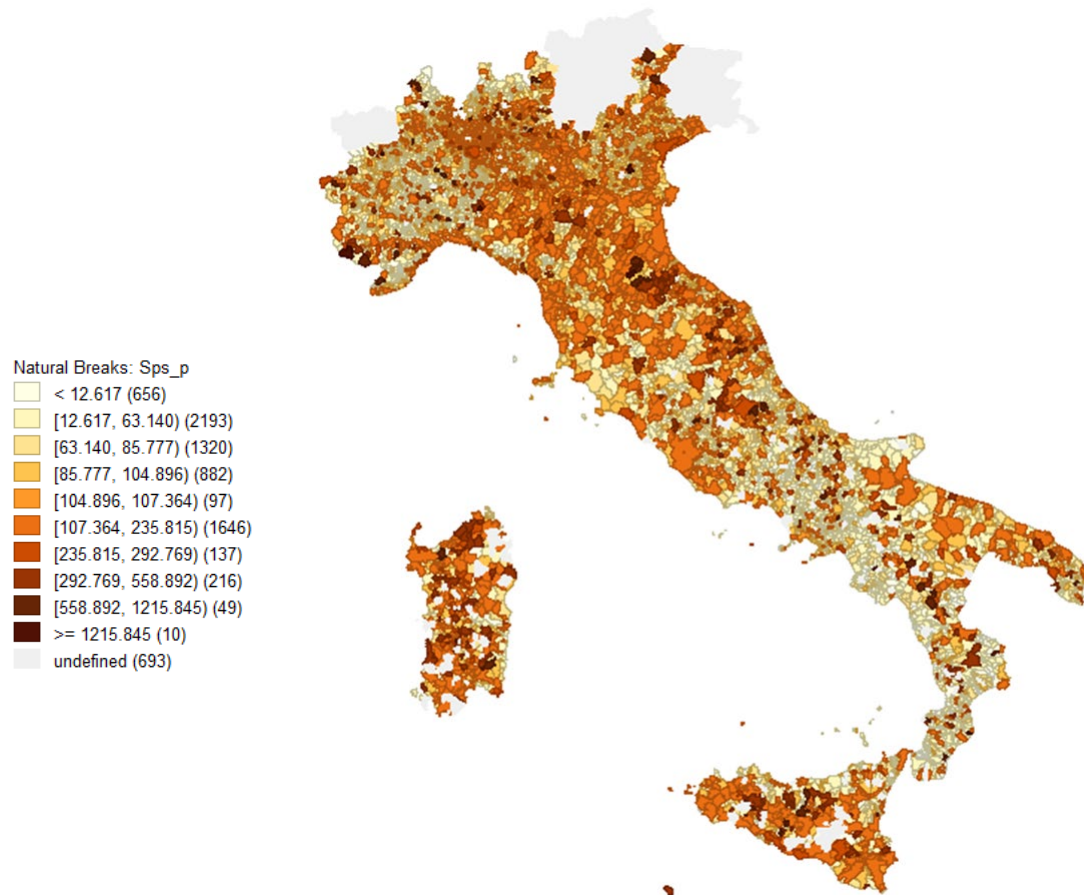 Natural Breaks: Sps_p
< 12.617 (656)
[12.617, 63.140) (2193)
[63.140, 85.777) (1320)
[85.777, 104.896) (882)
[104.896, 107.364) (97)
[107.364, 235.815) (1646)
[235.815, 292.769) (137)
[292.769, 558.892) (216)
[558.892, 1215.845) (49)
>= 1215.845 (10)
undefined (693)